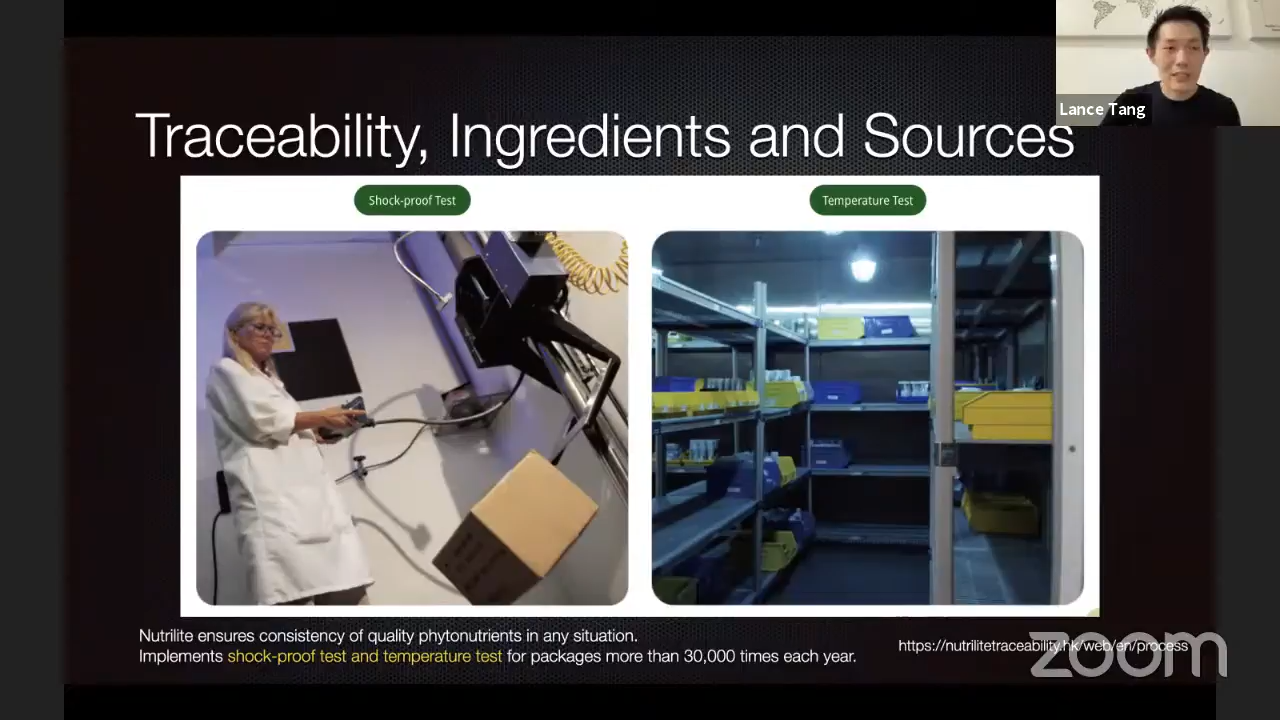 Lance Tang
Traceability, Ingredients and Sources
Shock-proof Test
Temperature Test
Nutrilite ensures consistency of quality phytonutrients in any situation.
Implements shock-proof test and temperature test for packages more than 30,000 times each year.
https://nutrilitetraceability.hk/web/en/process
zoom